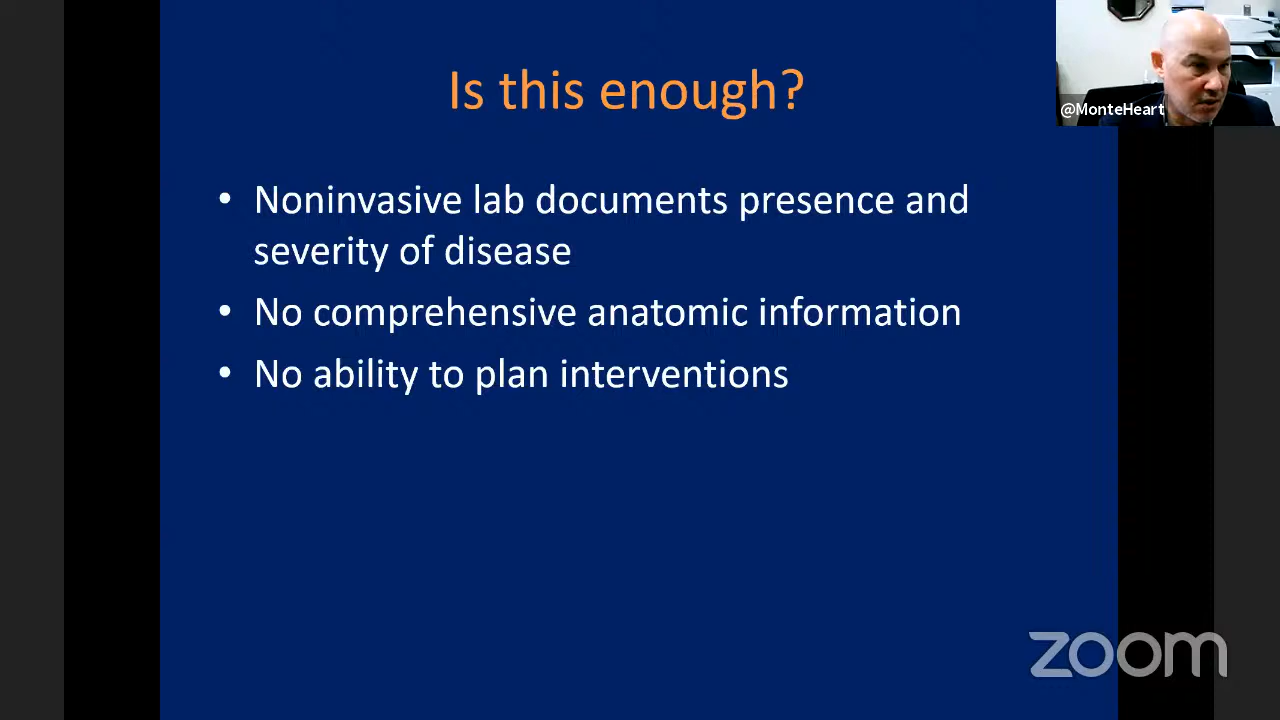 Is this enough?
@MonteHeart
• Noninvasive lab documents presence and
severity of disease
• No comprehensive anatomic information
• No ability to plan interventions
zoom